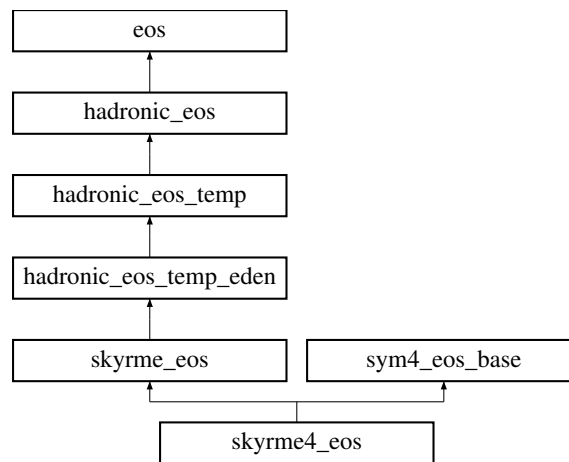 eos
hadronic_eos
hadronic_eos_temp
hadronic_eos_temp_eden
skyrme_eos
sym4_eos_base
skyrme4_eos